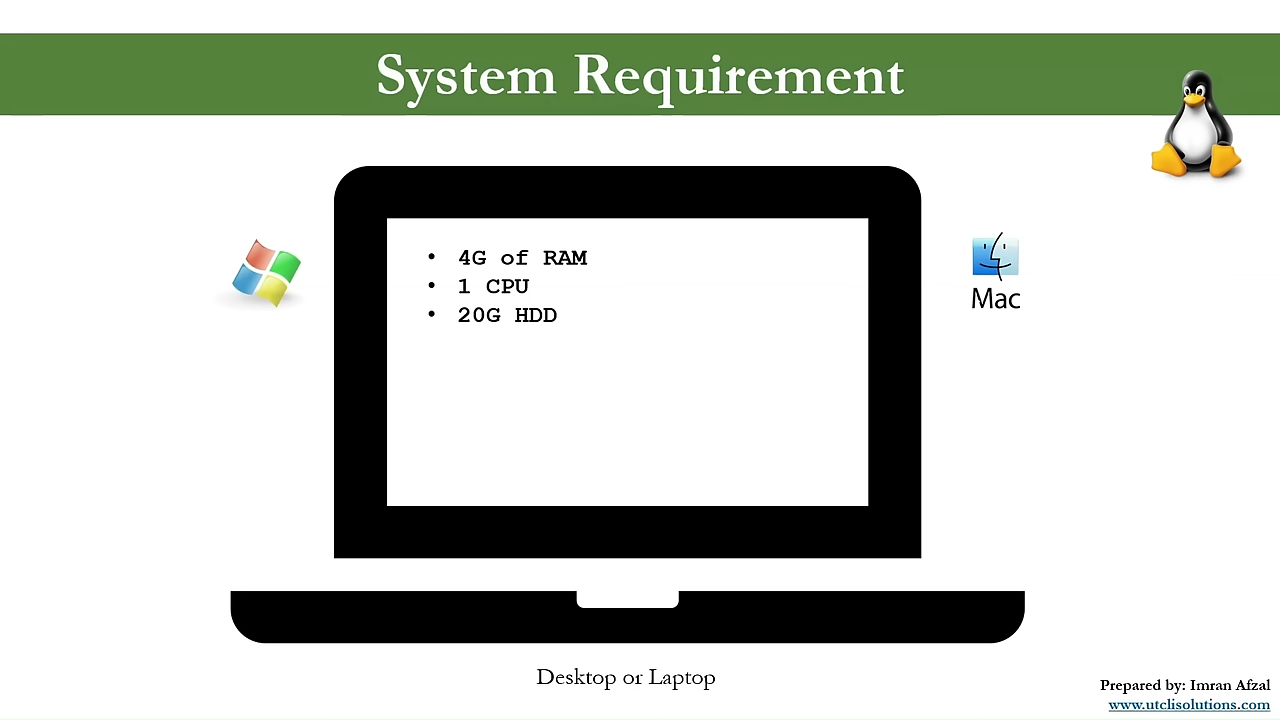 System Requirement
• 4G of RAM
• 1 CPU
• 20G HDD
Mac
Desktop or Laptop
Prepared by: Imran Afzal
www.utclisolutions.com